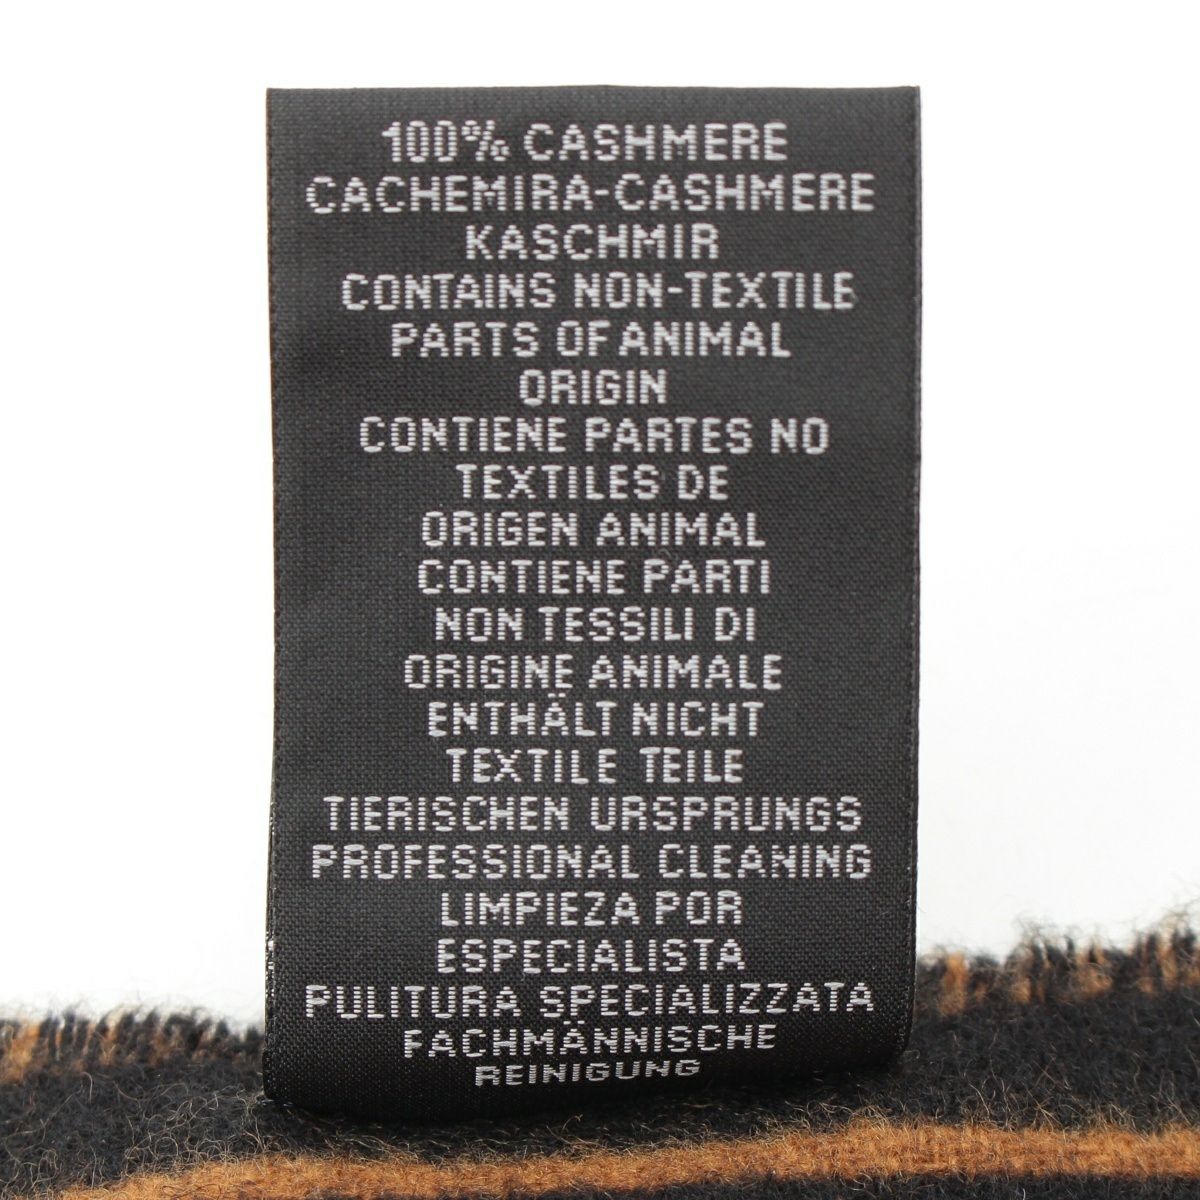 100% CASHMERE
CACHEMIRA-CASHMERE
KASCHMIR
CONTAINS NON-TEXTILE
PARTS OF ANIMAL
ORIGIN
CONTIENE PARTES NO
TEXTILES DE
ORIGEN ANIMAL
CONTIENE PARTI
NON TESSILI DI
ORIGINE ANIMALE
ENTHÄLT NICHT
TEXTILE TEILE
TIERISCHEN URSPRUNGS
PROFESSIONAL CLEANING
LIMPIEZA POR
ESPECIALISTA
PULITURA SPECIALIZZATA
FACHMÄNNISCHE
REINIGUNG